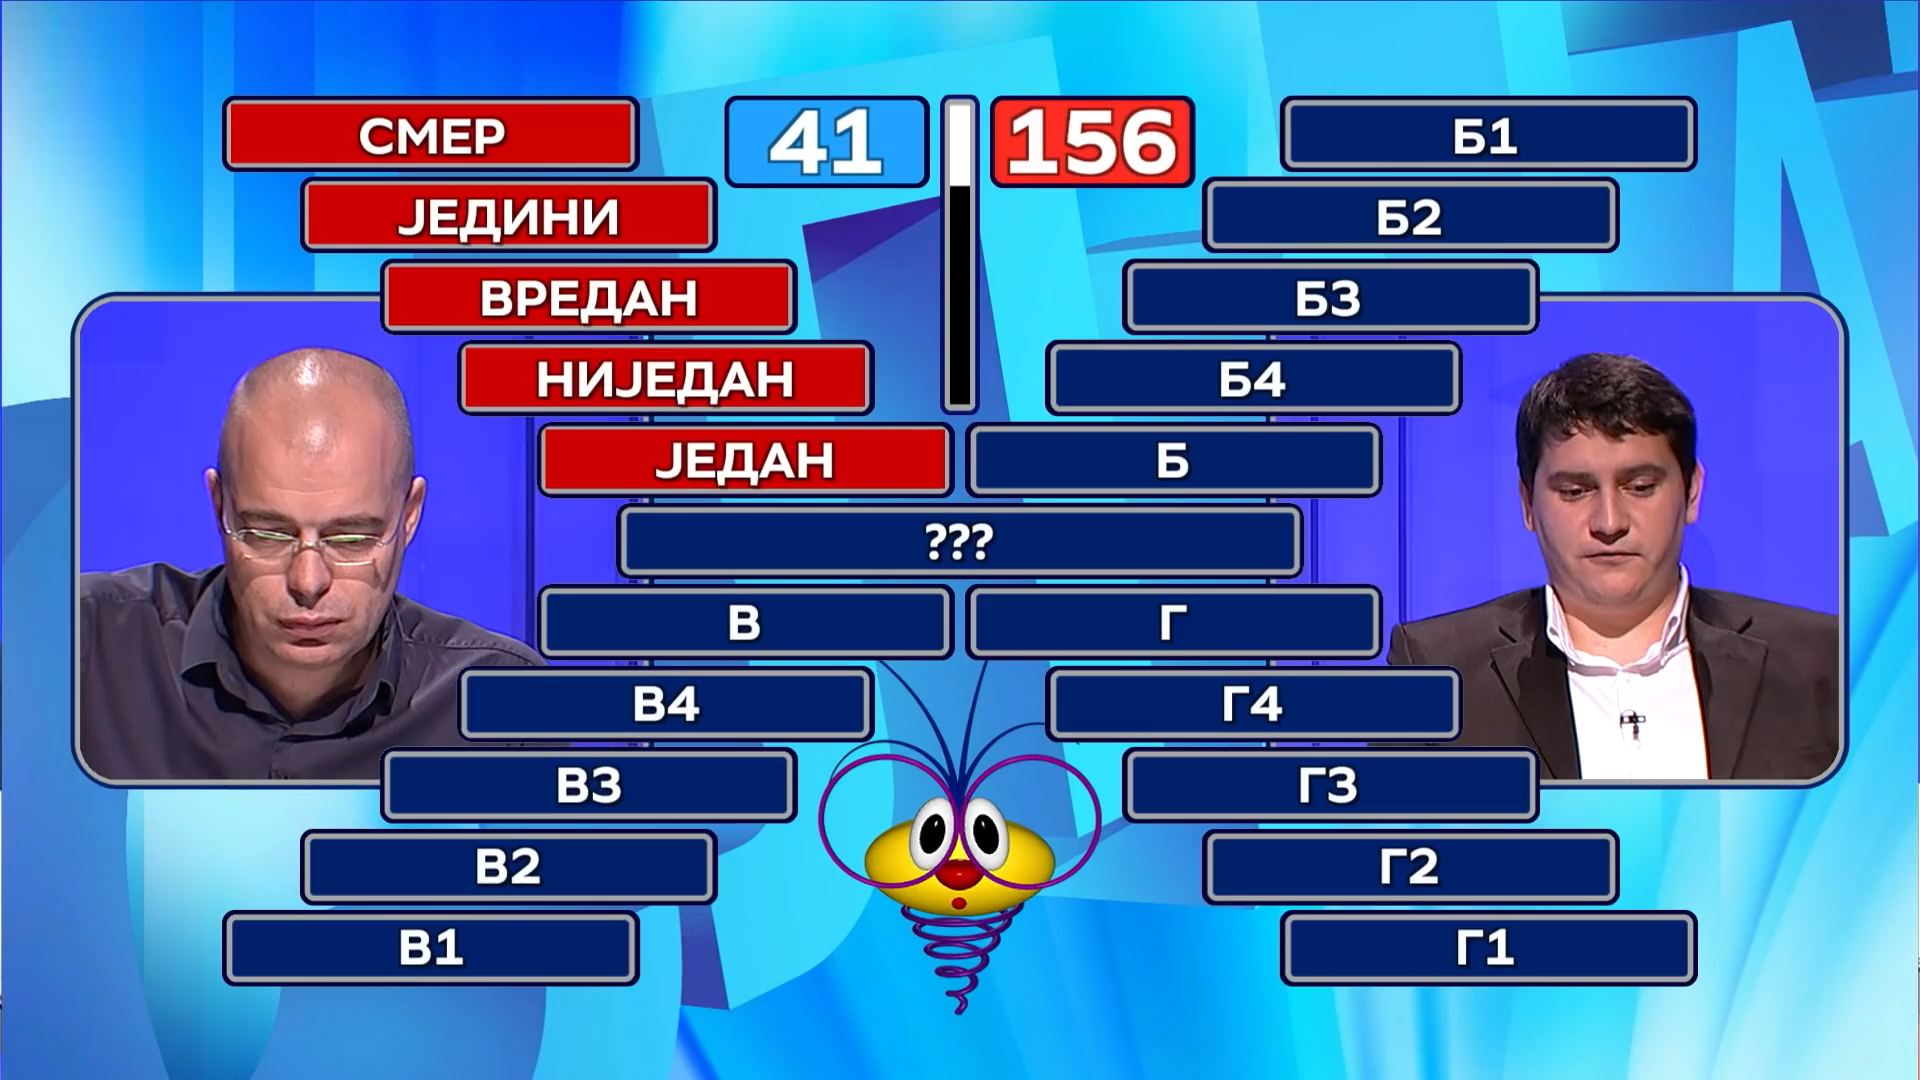 СМЕР
41
156
Б1
ЈЕДИНИ
Б2
ВРЕДАН
Б3
НИЈЕДАН
Б4
ЈЕДАН
Б
???
В
Г
В4
Г4
В3
Г3
В2
Г2
В1
Г1